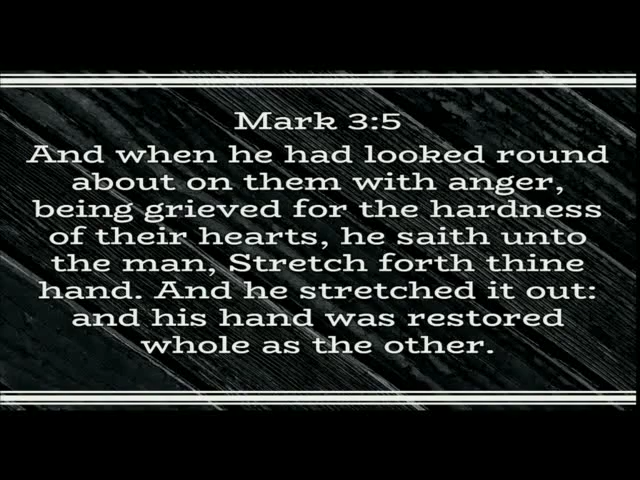 Mark 3:5
And when he had looked round
about on them with anger,
being grieved for the hardness
of their hearts, he saith unto
the man, Stretch forth thine
hand. And he stretched it out:
and his hand was restored
whole as the other.